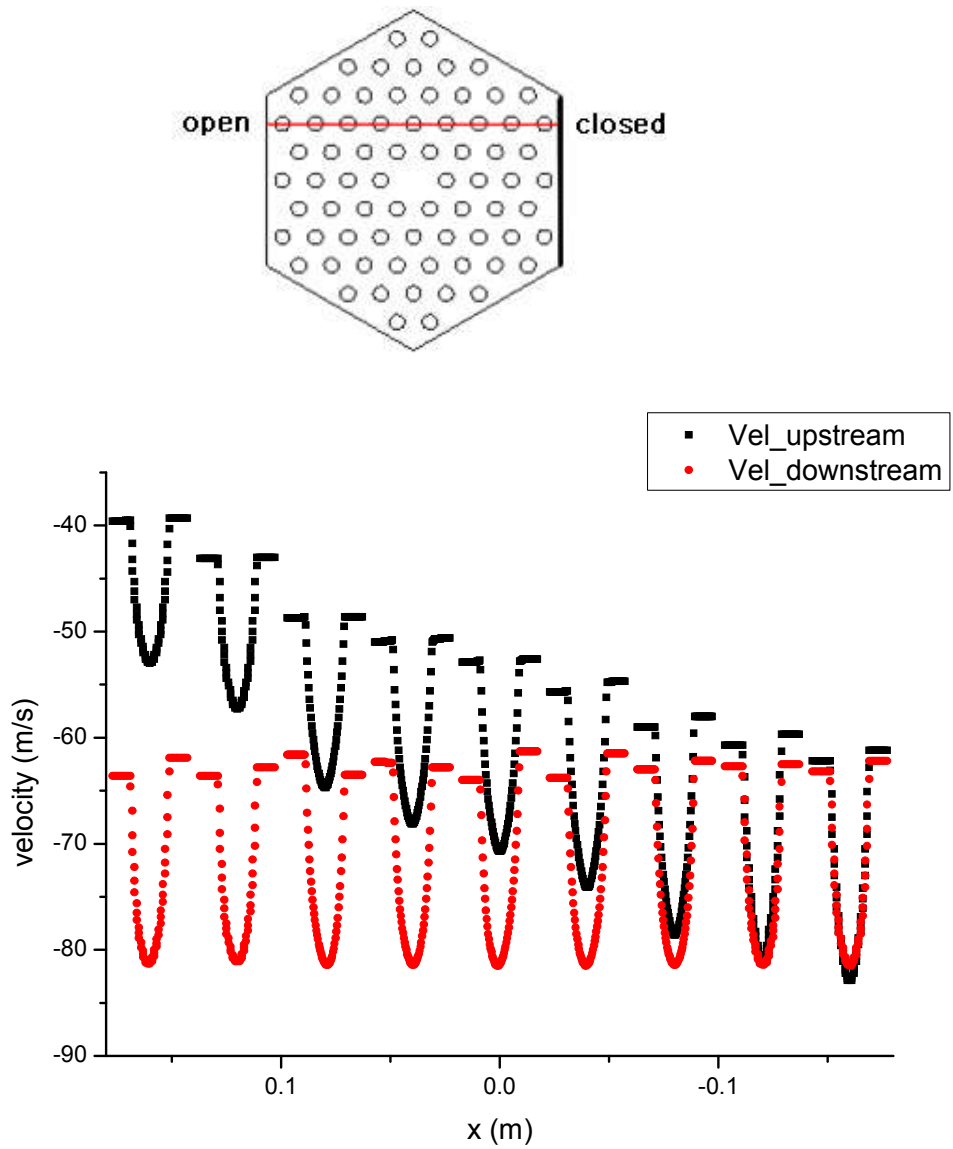 open closed
Vel_upstream
Vel_downstream
-40
-50
-60
-70
-80
-90
velocity (m/s)
0.1 0.0 -0.1
x (m)